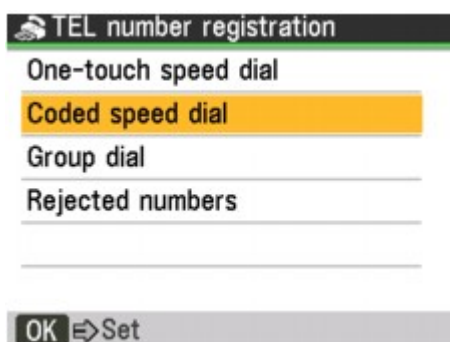 TEL number registration
One-touch speed dial
Coded speed dial
Group dial
Rejected numbers
OK ⇨Set